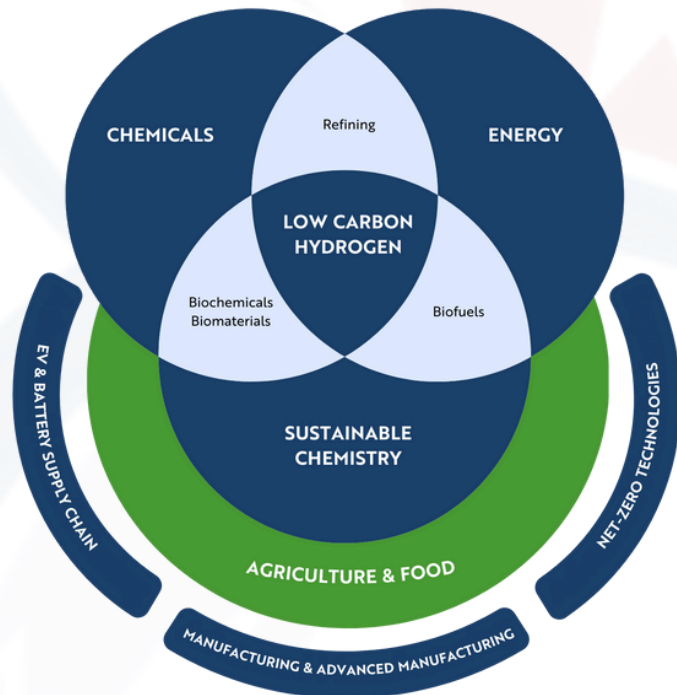 Refining
CHEMICALS
ENERGY
LOW CARBON
HYDROGEN
Biochemicals
Biomaterials
Biofuels
SUSTAINABLE
CHEMISTRY
EV & BATTERY SUPPLY CHAIN
NET-ZERO TECHNOLOGIES
AGRICULTURE & FOOD
MANUFACTURING & ADVANCED MANUFACTURING